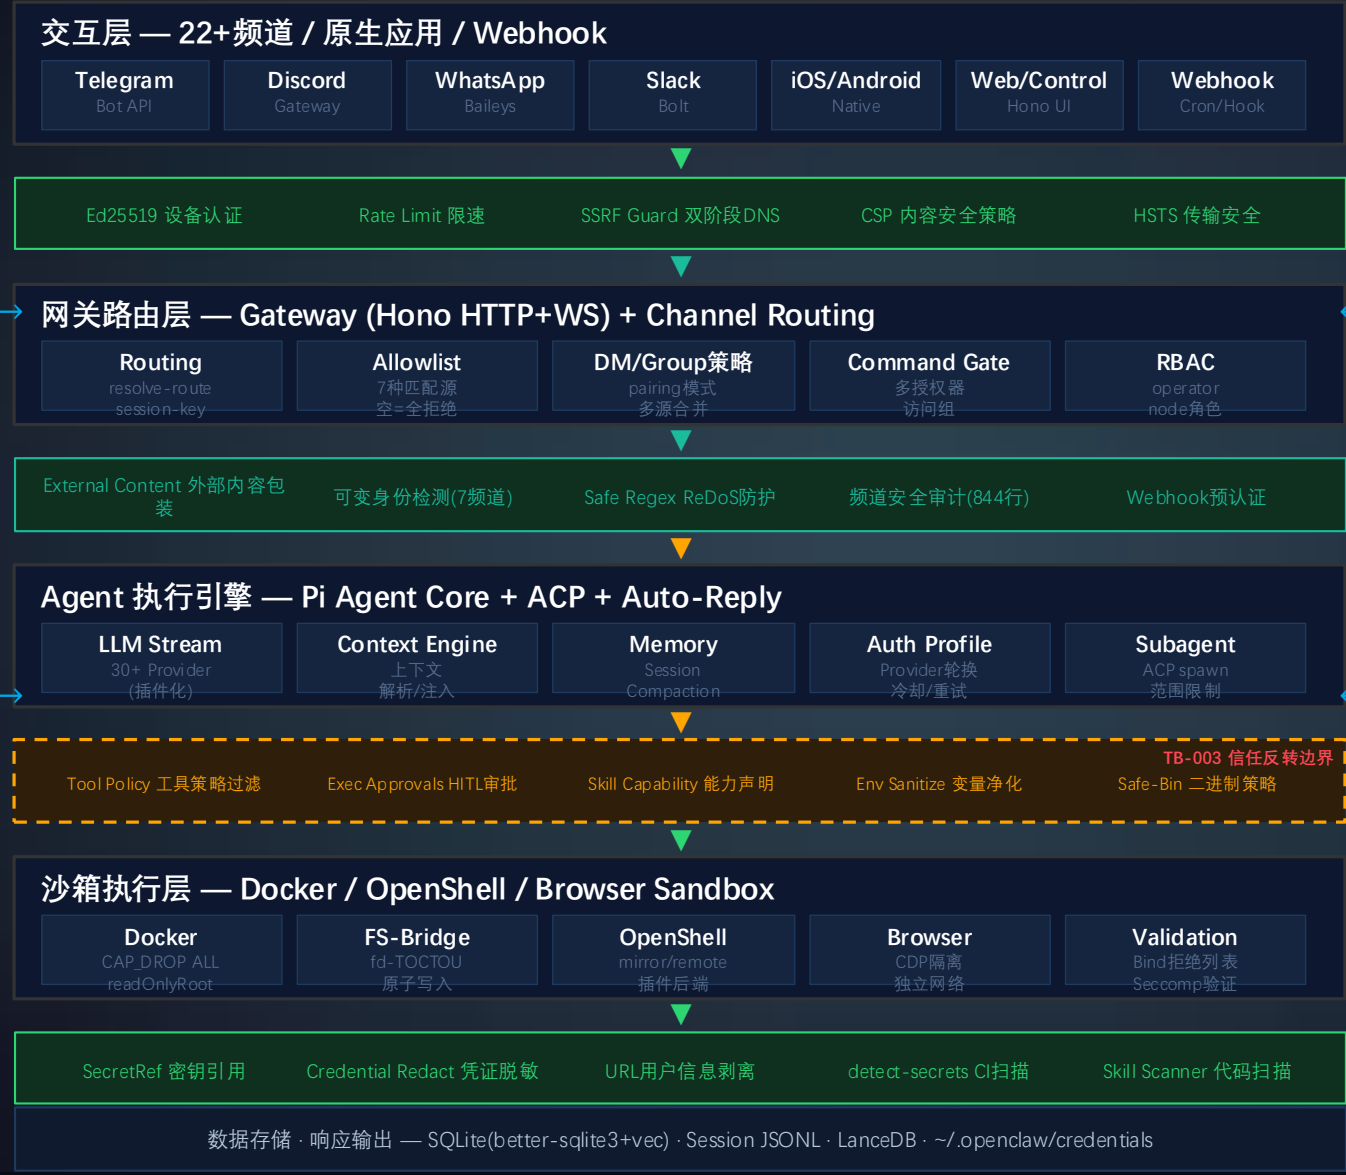 交互层 — 22+频道 / 原生应用 / Webhook
Telegram
Bot API
Discord
Gateway
WhatsApp
Baileys
Slack
Bolt
iOS/Android
Native
Web/Control
Hono UI
Webhook
Cron/Hook
Ed25519 设备认证
Rate Limit 限速
SSRF Guard 双阶段DNS
CSP 内容安全策略
HSTS 传输安全
网关路由层 — Gateway (Hono HTTP+WS) + Channel Routing
Routing
resolve-route
session-key
Allowlist
7种匹配源
空=全拒绝
DM/Group策略
pairing模式
多源合并
Command Gate
多授权器
访问组
RBAC
operator
node角色
External Content 外部内容包
装
可变身份检测(7频道)
Safe Regex ReDoS防护
频道安全审计(844行)
Webhook预认证
Agent 执行引擎 — Pi Agent Core + ACP + Auto-Reply
LLM Stream
30+ Provider
(插件化)
Context Engine
上下文
解析/注入
Memory
Session
Compaction
Auth Profile
Provider轮换
冷却/重试
Subagent
ACP spawn
范围限制
TB-003 信任反转边界
Tool Policy 工具策略过滤
Exec Approvals HITL审批
Skill Capability 能力声明
Env Sanitize 变量净化
Safe-Bin 二进制策略
沙箱执行层 — Docker / OpenShell / Browser Sandbox
Docker
CAP_DROP ALL
readOnlyRoot
FS-Bridge
fd-TOCTOU
原子写入
OpenShell
mirror/remote
插件后端
Browser
CDP隔离
独立网络
Validation
Bind拒绝列表
Seccomp验证
SecretRef 密钥引用
Credential Redact 凭证脱敏
URL用户信息剥离
detect-secrets CI扫描
Skill Scanner 代码扫描
数据存储 · 响应输出 — SQLite(better-sqlite3+vec) · Session JSONL · LanceDB · ~/.openclaw/credentials